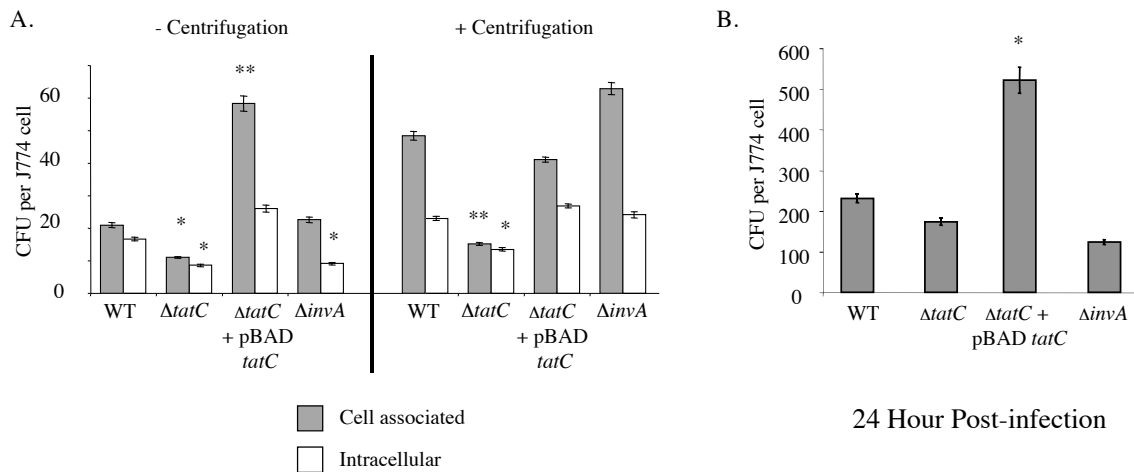 A.
- Centrifugation
+ Centrifugation
CFU per J774 cell
60
40
20
0
**
*
*
*
**
*
WT
ΔtatC
ΔtatC
+ pBAD
tatC
ΔinvA
WT
ΔtatC
ΔtatC
+ pBAD
tatC
ΔinvA
Cell associated
Intracellular
B.
CFU per J774 cell
600
500
400
300
200
100
0
*
WT
ΔtatC
ΔtatC +
pBAD tatC
ΔinvA
24 Hour Post-infection